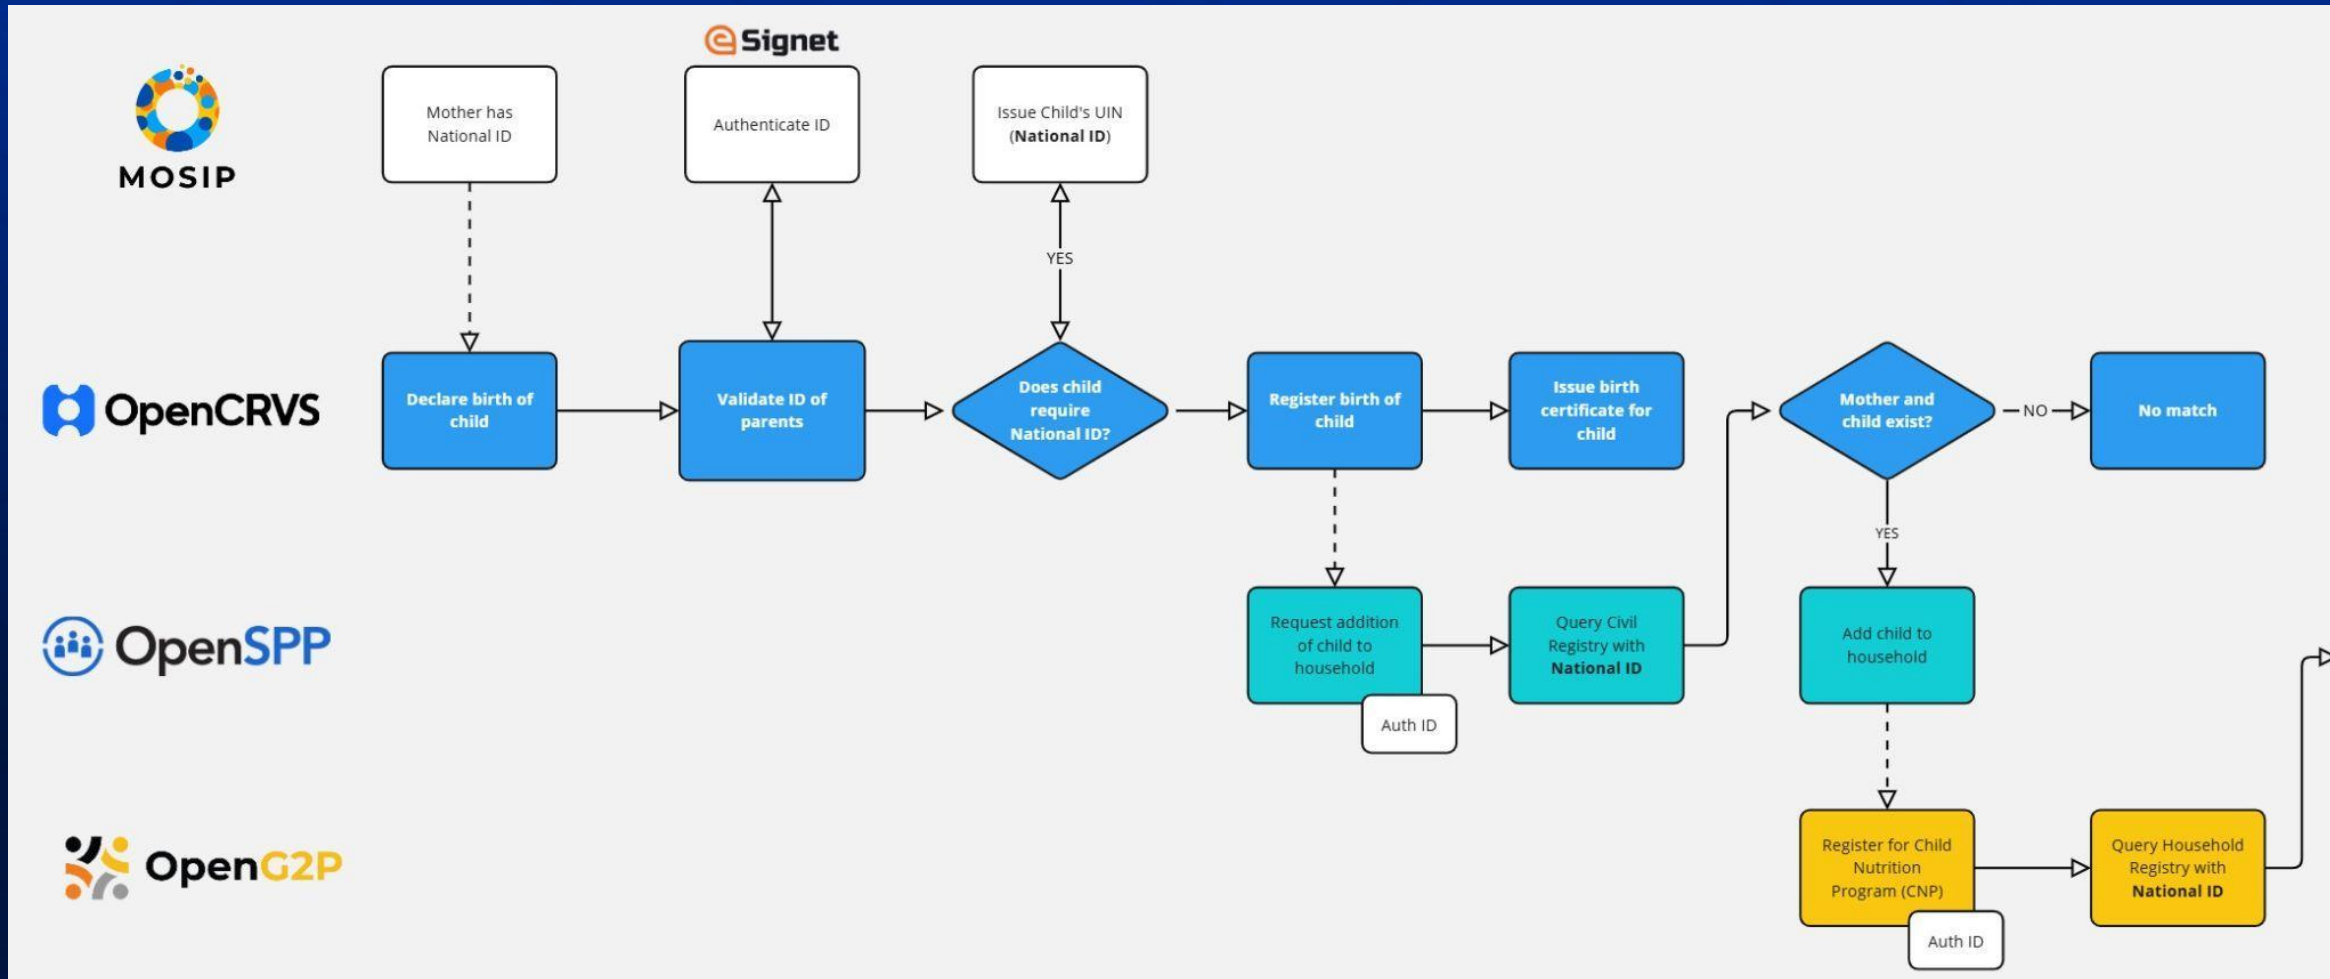 eSignet
MOSIP
Mother has
National ID
Authenticate ID
Issue Child's UIN
(National ID)
YES
OpenCRVS
Declare birth of
child
Validate ID of
parents
Does child
require
National ID?
Register birth of
child
Issue birth
certificate for
child
Mother and
child exist?
NO
No match
YES
OpenSPP
Request addition
of child to
household
Auth ID
Query Civil
Registry with
National ID
Add child to
household
OpenG2P
Register for Child
Nutrition
Program (CNP)
Auth ID
Query Household
Registry with
National ID